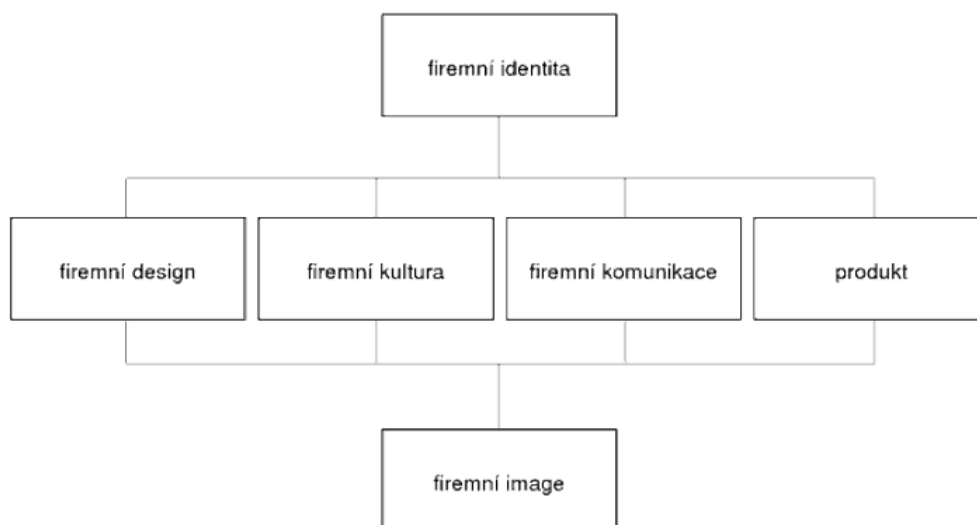 firemní identita
firemní design
firemní kultura
firemní komunikace
produkt
firemní image